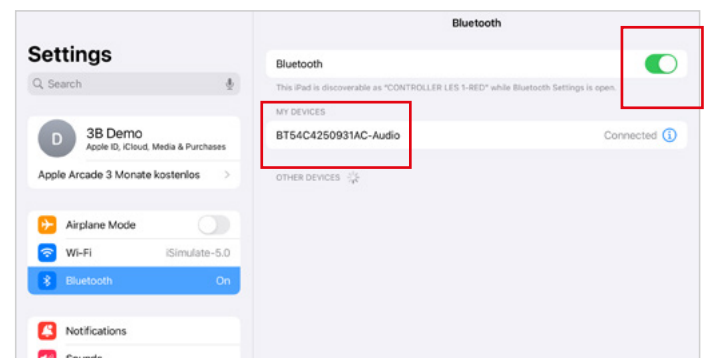 Settings
Search
D
3B Demo
Apple ID, iCloud, Media & Purchases
Apple Arcade 3 Monate kostenlos
Airplane Mode
Wi-Fi iSimulate-5.0
Bluetooth On
Notifications
Sounds
Bluetooth
Bluetooth
This iPad is discoverable as "CONTROLLER LES 1-RED" while Bluetooth Settings is open.
MY DEVICES
BT54C4250931AC-Audio Connected
OTHER DEVICES